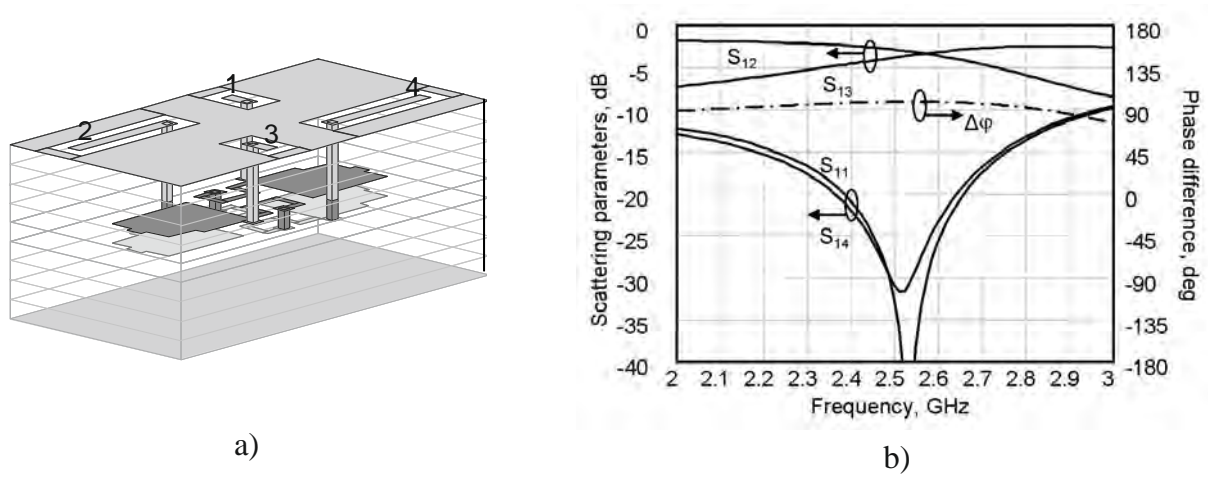 1
4
2
3
a)
Scattering parameters, dB
0
-5
-10
-15
-20
-25
-30
-35
-40
S12
S13
Δφ
S11
S14
180
135
90
45
0
-45
-90
-135
-180
Phase difference, deg
2 2.1 2.2 2.3 2.4 2.5 2.6 2.7 2.8 2.9 3
Frequency, GHz
b)